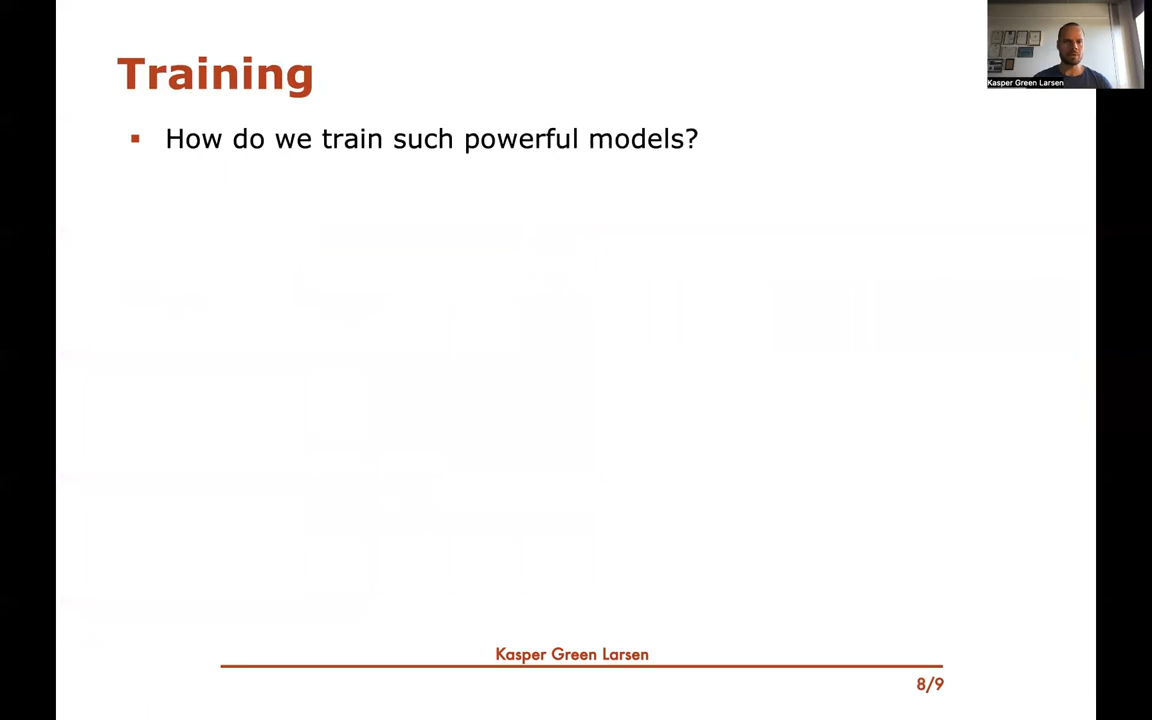 Training
How do we train such powerful models?
Kasper Green Larsen
Kasper Green Larsen
8/9